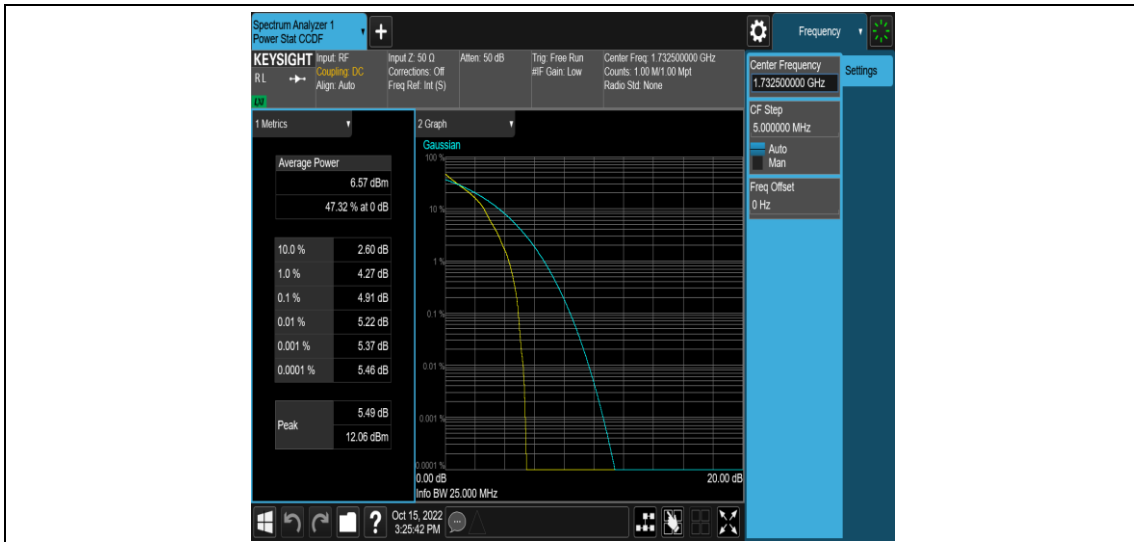 Spectrum Analyzer 1
Power Stat CCDF
Frequency
KEYSIGHT
RL
LM
Input: RF
Coupling: DC
Align: Auto
Input Z: 50 Ω
Corrections: Off
Freq Ref: Int (S)
Atten: 50 dB
Trig: Free Run
#IF Gain: Low
Center Freq: 1.732500000 GHz
Counts: 1.00 M/1.00 Mpt
Radio Std: None
Center Frequency
1.732500000 GHz
Settings
CF Step
5.000000 MHz
Auto
Man
Freq Offset
0 Hz
1 Metrics
Average Power
6.57 dBm
47.32 % at 0 dB
10.0 % 2.60 dB
1.0 % 4.27 dB
0.1 % 4.91 dB
0.01 % 5.22 dB
0.001 % 5.37 dB
0.0001 % 5.46 dB
Peak 5.49 dB
12.06 dBm
2 Graph
Gaussian
100 %
10 %
1 %
0.1 %
0.01 %
0.001 %
0.0001 %
0.00 dB 20.00 dB
Info BW 25.000 MHz
Oct 15, 2022
3:25:42 PM